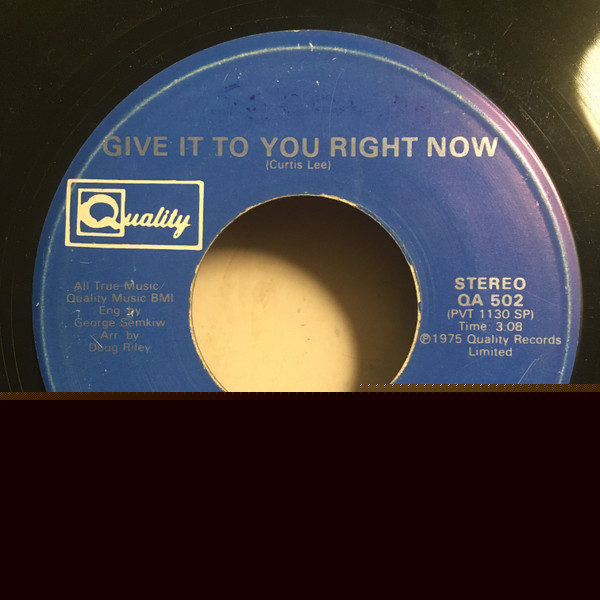 GIVE IT TO YOU RIGHT NOW
(Curtis Lee)
Quality
All True Music/
Quality Music BMI
Eng by
George Semkiw
Arr. by
Doug Riley
STEREO
QA 502
(PVT 1130 SP)
Time 3:08
℗1975 Quality Records
Limited